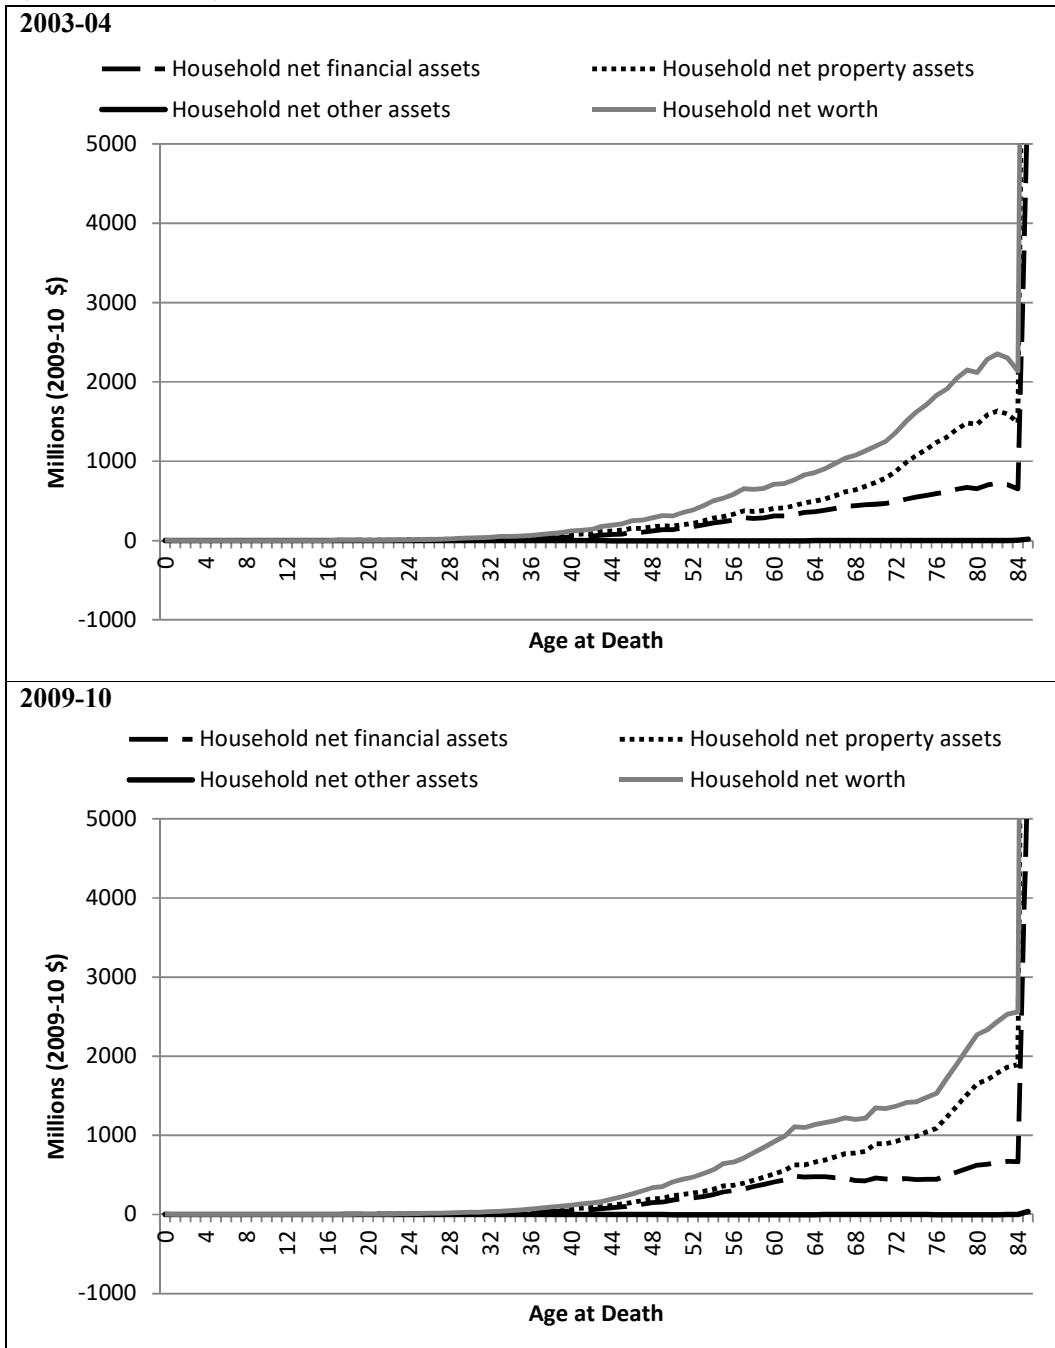 2003-04
Household net financial assets Household net property assets
Household net other assets Household net worth
5000
4000
3000
2000
1000
0
-1000
Millions (2009-10 $)
0 4 8 12 16 20 24 28 32 36 40 44 48 52 56 60 64 68 72 76 80 84
Age at Death
2009-10
Household net financial assets Household net property assets
Household net other assets Household net worth
5000
4000
3000
2000
1000
0
-1000
Millions (2009-10 $)
0 4 8 12 16 20 24 28 32 36 40 44 48 52 56 60 64 68 72 76 80 84
Age at Death